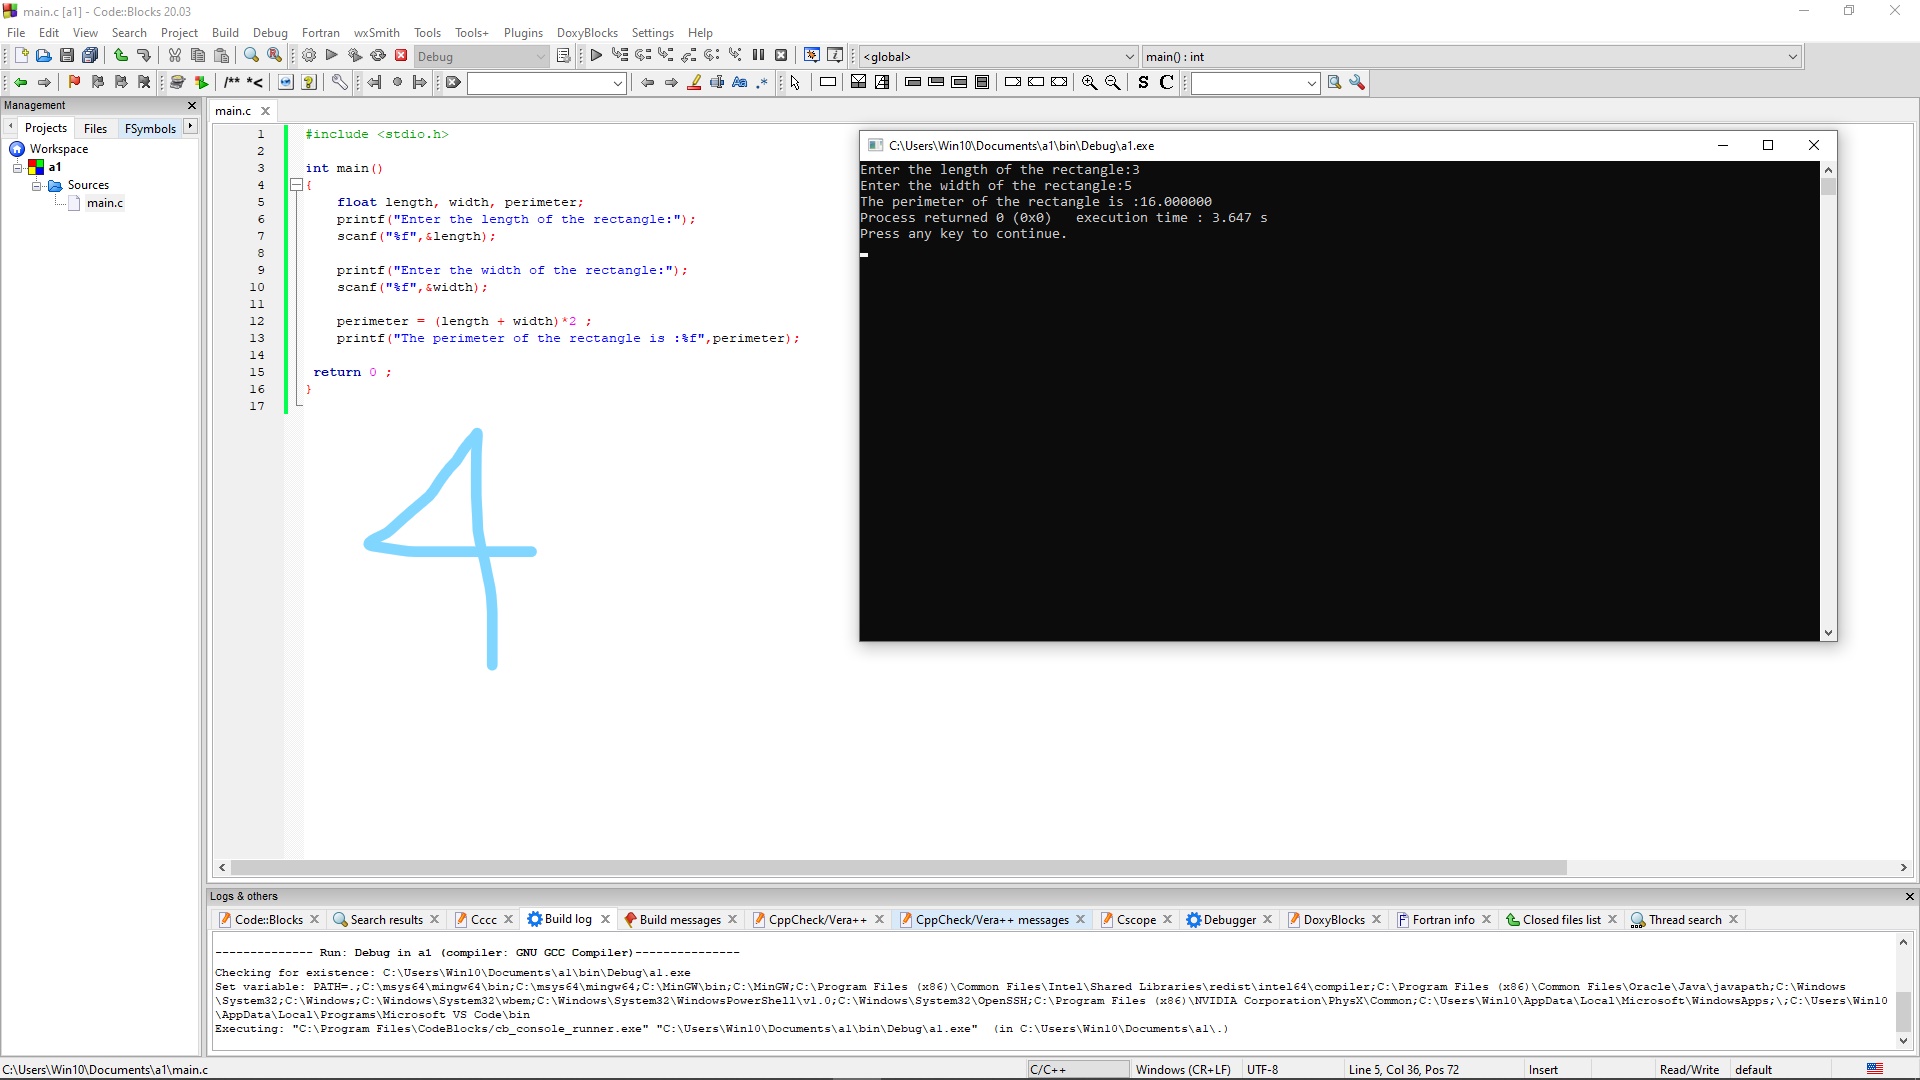 main.c [a1] - Code::Blocks 20.03
File Edit View Search Project Build Debug Fortran wxSmith Tools Tools+ Plugins DoxyBlocks Settings Help
Debug <global> main() : int
/** *< Aa .* S C
Management
Projects Files FSymbols
Workspace
a1
Sources
main.c
main.c
1 #include <stdio.h>
2
3 int main()
4 {
5 float length, width, perimeter;
6 printf("Enter the length of the rectangle:");
7 scanf("%f",&length);
8
9 printf("Enter the width of the rectangle:");
10 scanf("%f",&width);
11
12 perimeter = (length + width)*2 ;
13 printf("The perimeter of the rectangle is :%f",perimeter);
14
15 return 0 ;
16 }
17
4
C:\Users\Win10\Documents\a1\bin\Debug\a1.exe
Enter the length of the rectangle:3
Enter the width of the rectangle:5
The perimeter of the rectangle is :16.000000
Process returned 0 (0x0) execution time : 3.647 s
Press any key to continue.
Logs & others
Code::Blocks Search results Cccc Build log Build messages CppCheck/Vera++ CppCheck/Vera++ messages Cscope Debugger DoxyBlocks Fortran info Closed files list Thread search
-------------- Run: Debug in a1 (compiler: GNU GCC Compiler)---------------
Checking for existence: C:\Users\Win10\Documents\a1\bin\Debug\a1.exe
Set variable: PATH=.;C:\msys64\mingw64\bin;C:\msys64\mingw64;C:\MinGW\bin;C:\MinGW;C:\Program Files (x86)\Common Files\Intel\Shared Libraries\redist\intel64\compiler;C:\Program Files (x86)\Common Files\Oracle\Java\javapath;C:\Windows
\System32;C:\Windows;C:\Windows\System32\wbem;C:\Windows\System32\WindowsPowerShell\v1.0;C:\Windows\System32\OpenSSH;C:\Program Files (x86)\NVIDIA Corporation\PhysX\Common;C:\Users\Win10\AppData\Local\Microsoft\WindowsApps;\;C:\Users\Win10
\AppData\Local\Programs\Microsoft VS Code\bin
Executing: "C:\Program Files\CodeBlocks/cb_console_runner.exe" "C:\Users\Win10\Documents\a1\bin\Debug\a1.exe" (in C:\Users\Win10\Documents\a1\.)
C:\Users\Win10\Documents\a1\main.c C/C++ Windows (CR+LF) UTF-8 Line 5, Col 36, Pos 72 Insert Read/Write default